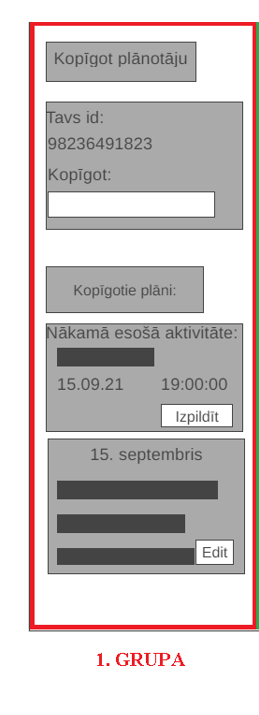 Kopīgot plānotāju
Tavs id:
98236491823
Kopīgot:
Kopīgotie plāni:
Nākamā esošā aktivitāte:
15.09.21 19:00:00
Izpildīt
15. septembris
Edit
1. GRUPA